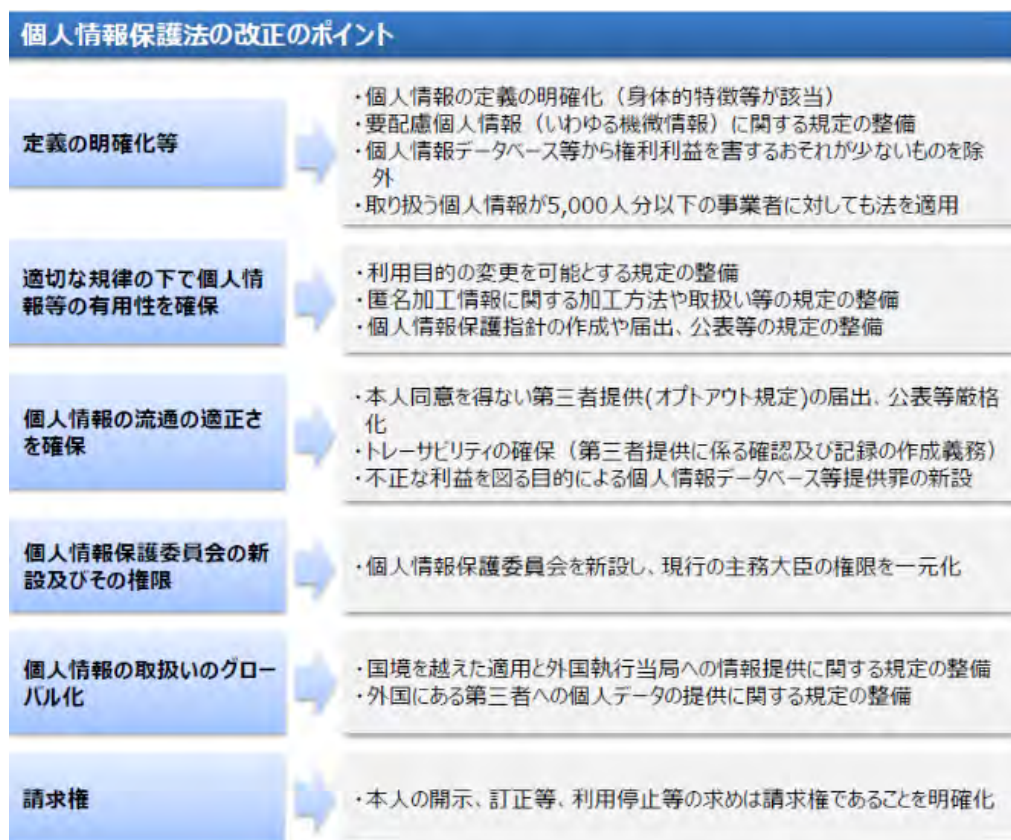 個人情報保護法の改正のポイント
定義の明確化等
・個人情報の定義の明確化（身体的特徴等が該当）
・要配慮個人情報（いわゆる機微情報）に関する規定の整備
・個人情報データベース等から権利利益を害するおそれが少ないものを除
外
・取り扱う個人情報が5,000人分以下の事業者に対しても法を適用
適切な規律の下で個人情
報等の有用性を確保
・利用目的の変更を可能とする規定の整備
・匿名加工情報に関する加工方法や取扱い等の規定の整備
・個人情報保護指針の作成や届出、公表等の規定の整備
個人情報の流通の適正さ
を確保
・本人同意を得ない第三者提供(オプトアウト規定)の届出、公表等厳格
化
・トレーサビリティの確保（第三者提供に係る確認及び記録の作成義務）
・不正な利益を図る目的による個人情報データベース等提供罪の新設
個人情報保護委員会の新
設及びその権限
・個人情報保護委員会を新設し、現行の主務大臣の権限を一元化
個人情報の取扱いのグロー
バル化
・国境を越えた適用と外国執行当局への情報提供に関する規定の整備
・外国にある第三者への個人データの提供に関する規定の整備
請求権
・本人の開示、訂正等、利用停止等の求めは請求権であることを明確化